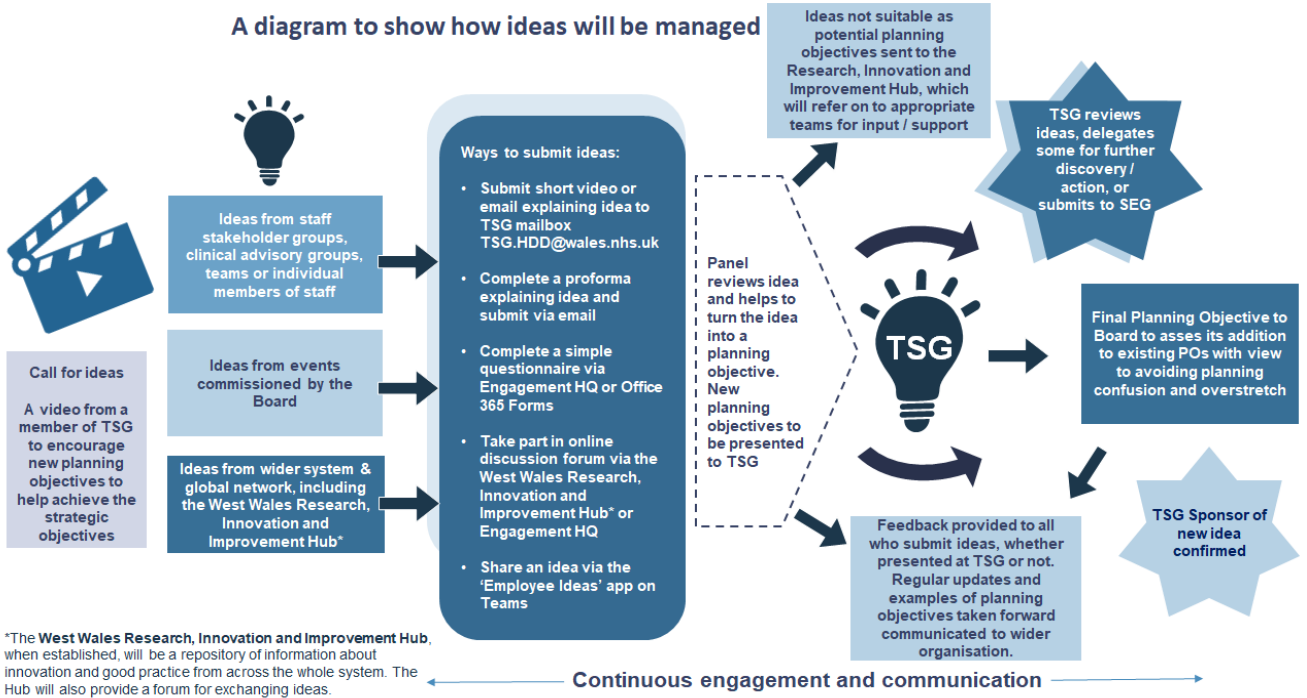 A diagram to show how ideas will be managed
Call for ideas
A video from a
member of TSG
to encourage
new planning
objectives to
help achieve the
strategic
objectives
Ideas from staff
stakeholder groups,
clinical advisory groups,
teams or individual
members of staff
Ideas from events
commissioned by the
Board
Ideas from wider system &
global network, including
the West Wales Research,
Innovation and
Improvement Hub*
Ways to submit ideas:
• Submit short video or
email explaining idea to
TSG mailbox
TSG.HDD@wales.nhs.uk
• Complete a proforma
explaining idea and
submit via email
• Complete a simple
questionnaire via
Engagement HQ or Office
365 Forms
• Take part in online
discussion forum via the
West Wales Research,
Innovation and
Improvement Hub* or
Engagement HQ
• Share an idea via the
‘Employee Ideas’ app on
Teams
Panel
reviews idea
and helps to
turn the idea
into a
planning
objective.
New
planning
objectives to
be presented
to TSG
Ideas not suitable as
potential planning
objectives sent to the
Research, Innovation and
Improvement Hub, which
will refer on to appropriate
teams for input / support
TSG
TSG reviews
ideas, delegates
some for further
discovery /
action, or
submits to SEG
Final Planning Objective to
Board to asses its addition
to existing POs with view
to avoiding planning
confusion and overstretch
TSG Sponsor of
new idea
confirmed
Feedback provided to all
who submit ideas, whether
presented at TSG or not.
Regular updates and
examples of planning
objectives taken forward
communicated to wider
organisation.
*The West Wales Research, Innovation and Improvement Hub,
when established, will be a repository of information about
innovation and good practice from across the whole system. The
Hub will also provide a forum for exchanging ideas.
Continuous engagement and communication